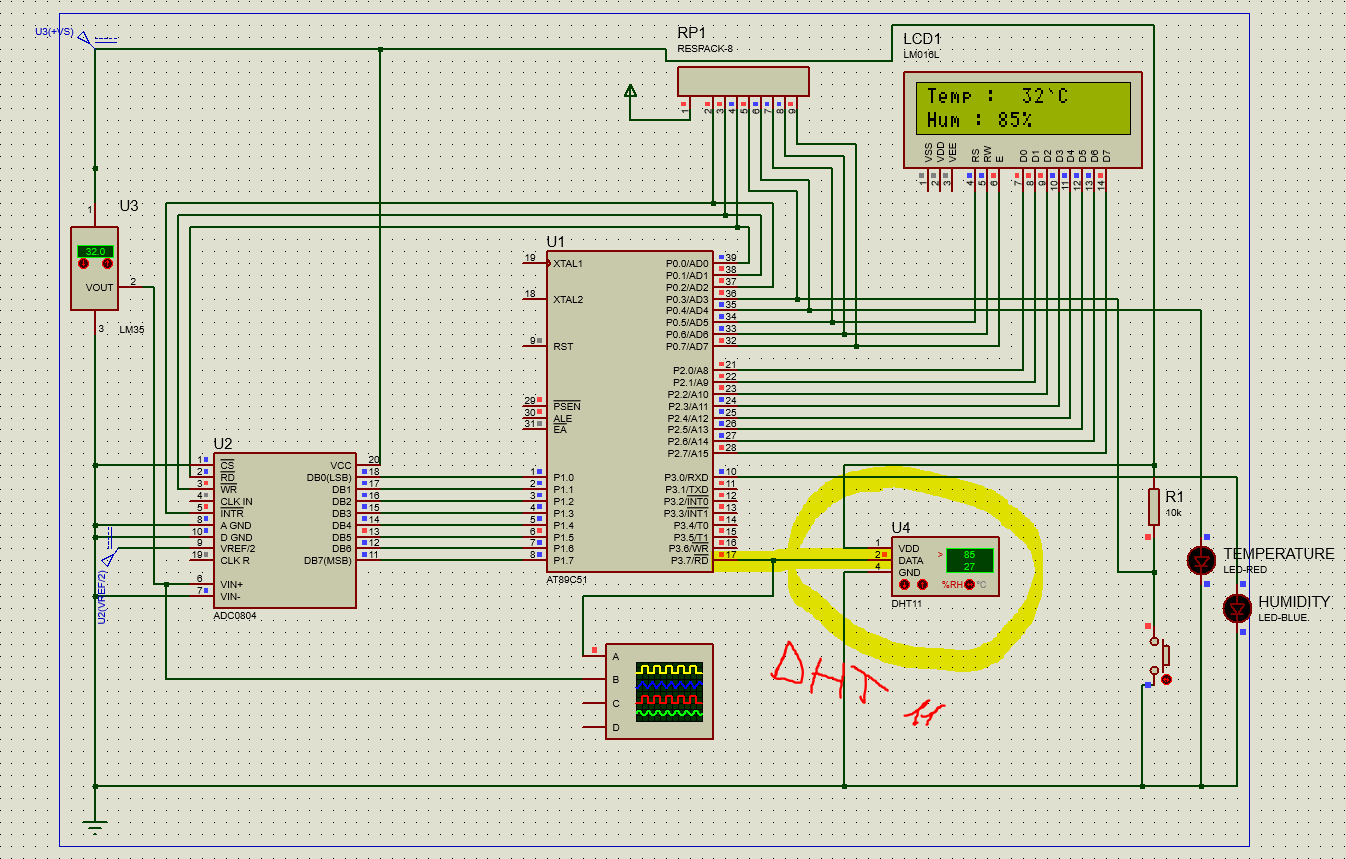 U3(+VS)
RP1
RESPACK-8
1 2 3 4 5 6 7 8 9
LCD1
LM016L
Temp :   32`C
Hum : 85%
VSS VDD VEE RS RW E D0 D1 D2 D3 D4 D5 D6 D7
1 2 3 4 5 6 7 8 9 10 11 12 13 14
U3
1
32.0
VOUT 2
3
LM35
U1
19 XTAL1
18 XTAL2
9 RST
29 PSEN
30 ALE
31 EA
1 P1.0
2 P1.1
3 P1.2
4 P1.3
5 P1.4
6 P1.5
7 P1.6
8 P1.7
P0.0/AD0 39
P0.1/AD1 38
P0.2/AD2 37
P0.3/AD3 36
P0.4/AD4 35
P0.5/AD5 34
P0.6/AD6 33
P0.7/AD7 32
P2.0/A8 21
P2.1/A9 22
P2.2/A10 23
P2.3/A11 24
P2.4/A12 25
P2.5/A13 26
P2.6/A14 27
P2.7/A15 28
P3.0/RXD 10
P3.1/TXD 11
P3.2/INT0 12
P3.3/INT1 13
P3.4/T0 14
P3.5/T1 15
P3.6/WR 16
P3.7/RD 17
AT89C51
U2
1 CS
2 RD
3 WR
4 CLK IN
5 INTR
8 A GND
10 D GND
9 VREF/2
19 CLK R
6 VIN+
7 VIN-
VCC 20
DB0(LSB) 18
DB1 17
DB2 16
DB3 15
DB4 14
DB5 13
DB6 12
DB7(MSB) 11
ADC0804
U2(VREF/2)
U4
1 VDD
2 DATA
4 GND
> 85
27
%RH °C
DHT11
R1
10k
TEMPERATURE
LED-RED
HUMIDITY
LED-BLUE.
A
B
C
D
DHT
11